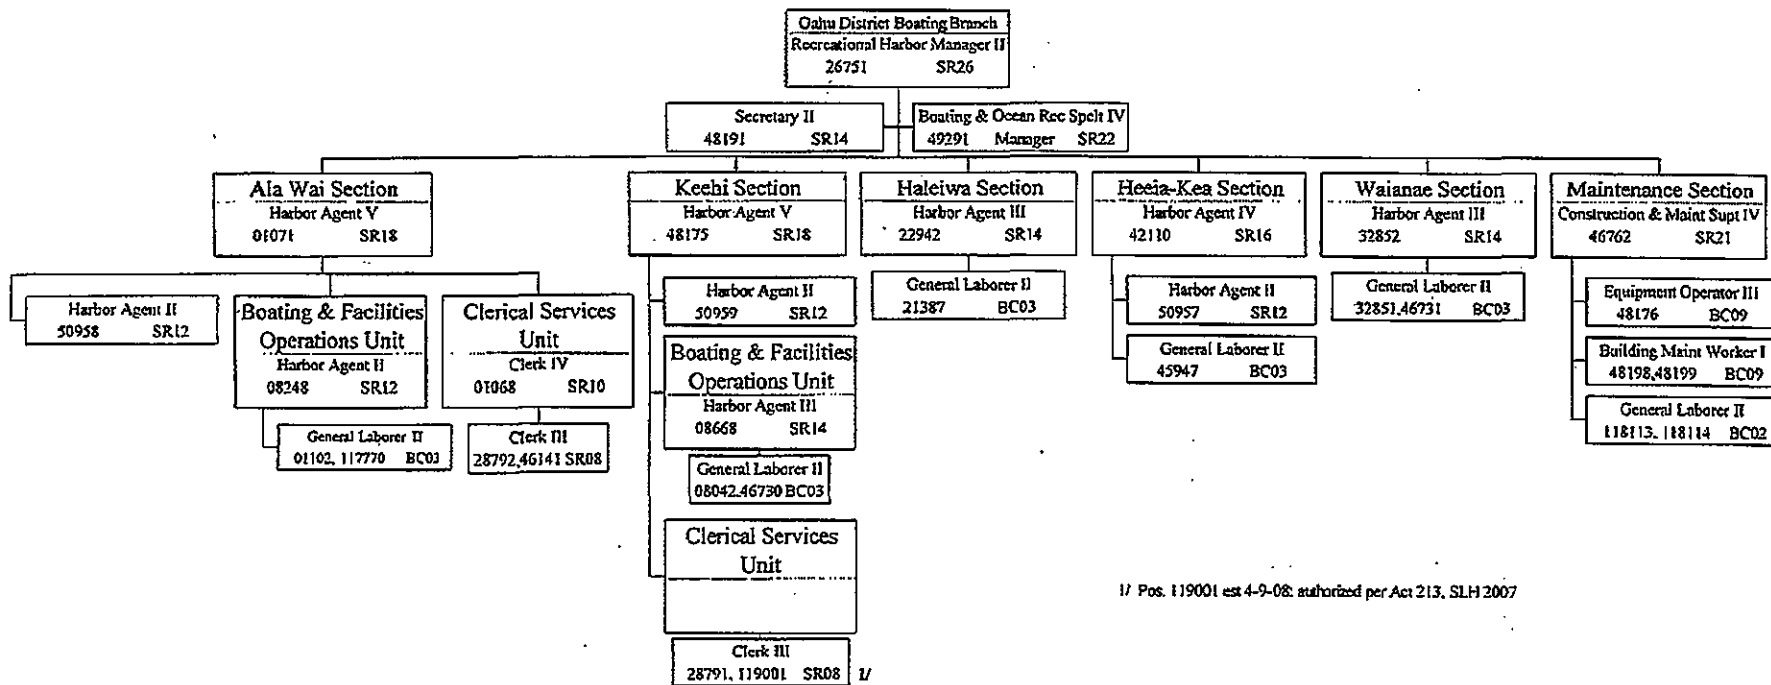 Oahu District Boating Branch
Recreational Harbor Manager II
26751 SR26
Secretary II
48191 SR14
Boating & Ocean Rec Spclt IV
49291 Manager SR22
Ala Wai Section
Harbor Agent V
01071 SR18
Keehi Section
Harbor Agent V
48175 SR18
Haleiwa Section
Harbor Agent III
22942 SR14
Heeia-Kea Section
Harbor Agent IV
42110 SR16
Waianae Section
Harbor Agent III
32852 SR14
Maintenance Section
Construction & Maint Supt IV
46762 SR21
Harbor Agent II
50958 SR12
Boating & Facilities
Operations Unit
Harbor Agent II
08248 SR12
General Laborer II
01102, 117770 BC03
Clerical Services
Unit
Clerk IV
01068 SR10
Clerk III
28792,46141 SR08
Harbor Agent II
50959 SR12
Boating & Facilities
Operations Unit
Harbor Agent III
08668 SR14
General Laborer II
08042,46730 BC03
Clerical Services
Unit
Clerk III
28791, 119001 SR08 1/
General Laborer II
21387 BC03
Harbor Agent II
50957 SR12
General Laborer II
45947 BC03
General Laborer II
32851,46731 BC03
Equipment Operator III
48176 BC09
Building Maint Worker I
48198,48199 BC09
General Laborer II
118113, 118114 BC02
1/ Pos. 119001 est 4-9-08; authorized per Act 213, SLH 2007